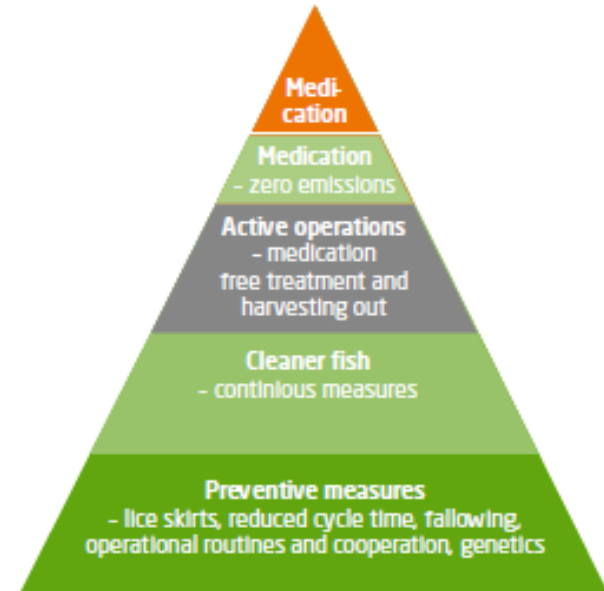 Medi-
cation
Medication
– zero emissions
Active operations
– medication
free treatment and
harvesting out
Cleaner fish
– continious measures
Preventive measures
– lice skirts, reduced cycle time, fallowing,
operational routines and cooperation, genetics